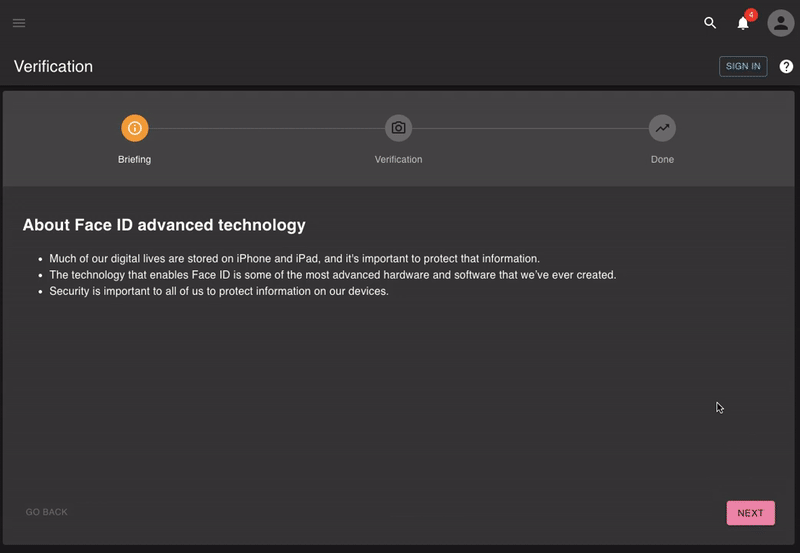 4
Verification
SIGN IN
Briefing
Verification
Done
About Face ID advanced technology
• Much of our digital lives are stored on iPhone and iPad, and it's important to protect that information.
• The technology that enables Face ID is some of the most advanced hardware and software that we've ever created.
• Security is important to all of us to protect information on our devices.
GO BACK
NEXT